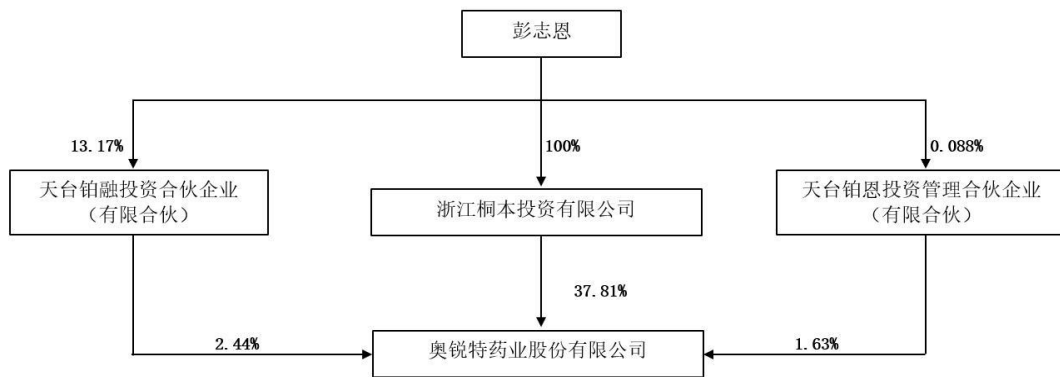 彭志恩
13.17%
100%
0.088%
天台铂融投资合伙企业
（有限合伙）
浙江桐本投资有限公司
天台铂恩投资管理合伙企业
（有限合伙）
37.81%
2.44%
奥锐特药业股份有限公司
1.63%